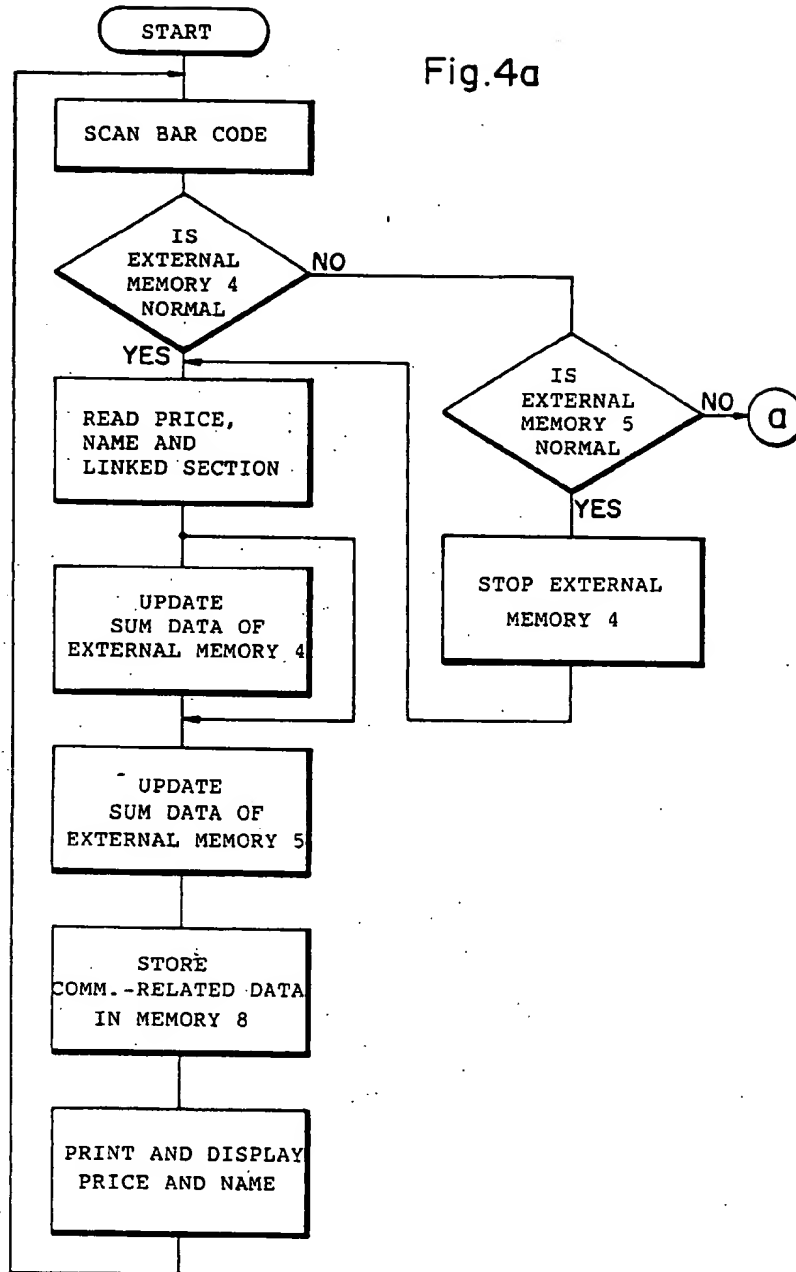 START
Fig.4a
SCAN BAR CODE
IS
EXTERNAL
MEMORY 4
NORMAL
NO
YES
IS
EXTERNAL
MEMORY 5
NORMAL
NO
a
YES
READ PRICE,
NAME AND
LINKED SECTION
STOP EXTERNAL
MEMORY 4
UPDATE
SUM DATA OF
EXTERNAL MEMORY 4
UPDATE
SUM DATA OF
EXTERNAL MEMORY 5
STORE
COMM.-RELATED DATA
IN MEMORY 8
PRINT AND DISPLAY
PRICE AND NAME